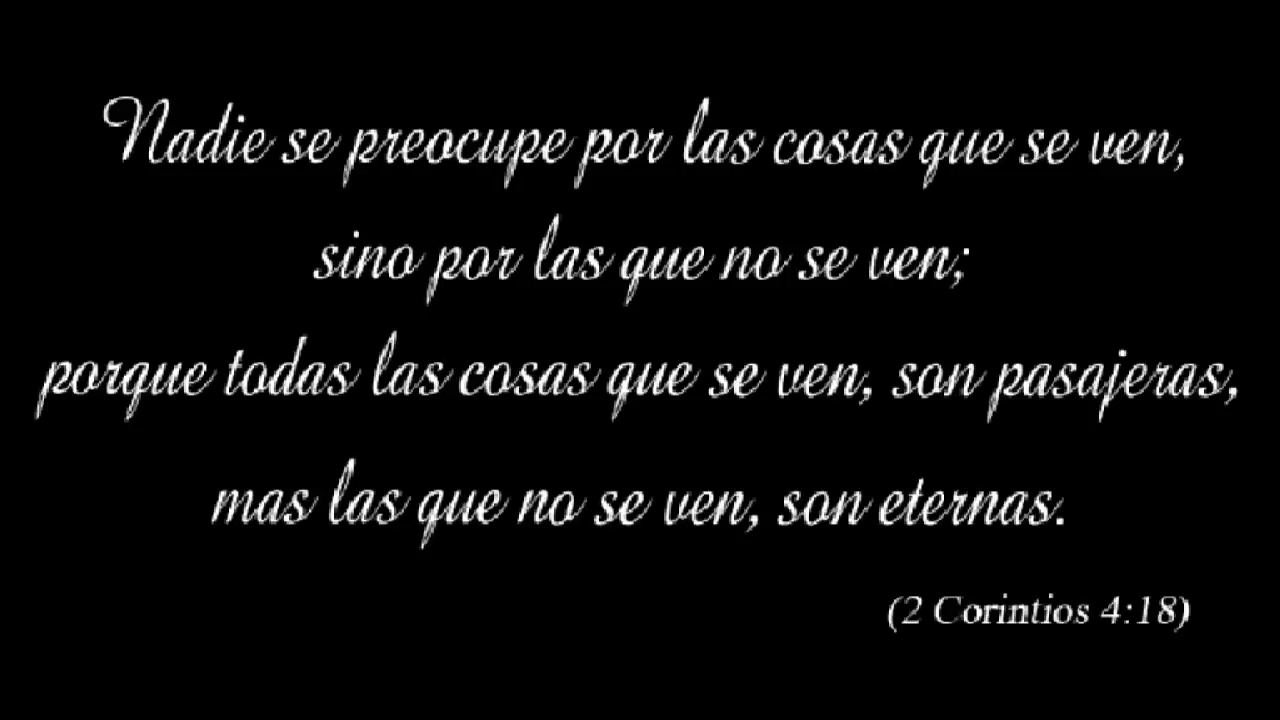 Nadie se preocupe por las cosas que se ven,
sino por las que no se ven;
porque todas las cosas que se ven, son pasajeras,
mas las que no se ven, son eternas.
(2 Corintios 4:18)